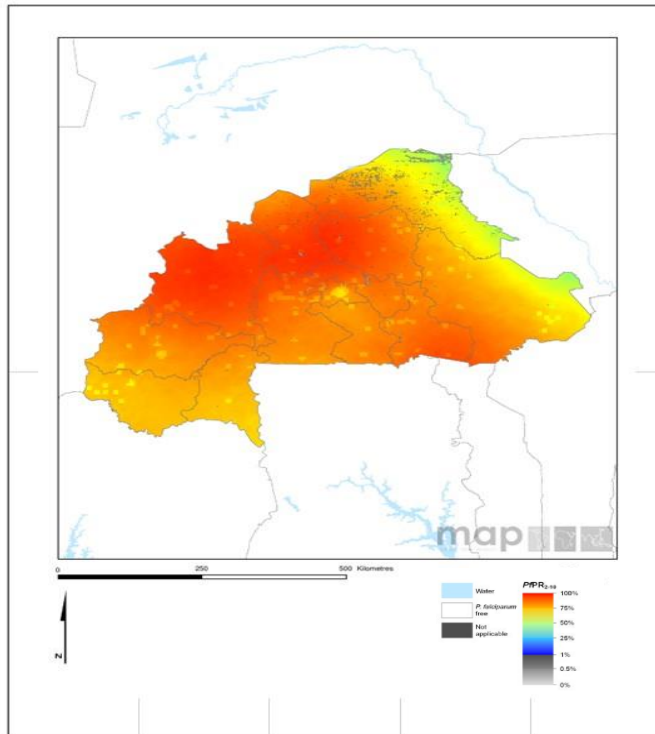 map
0 250 500 Kilometres
N
Water
P. falciparum
free
Not
applicable
PfPR2-10
100%
75%
50%
25%
1%
0.5%
0%